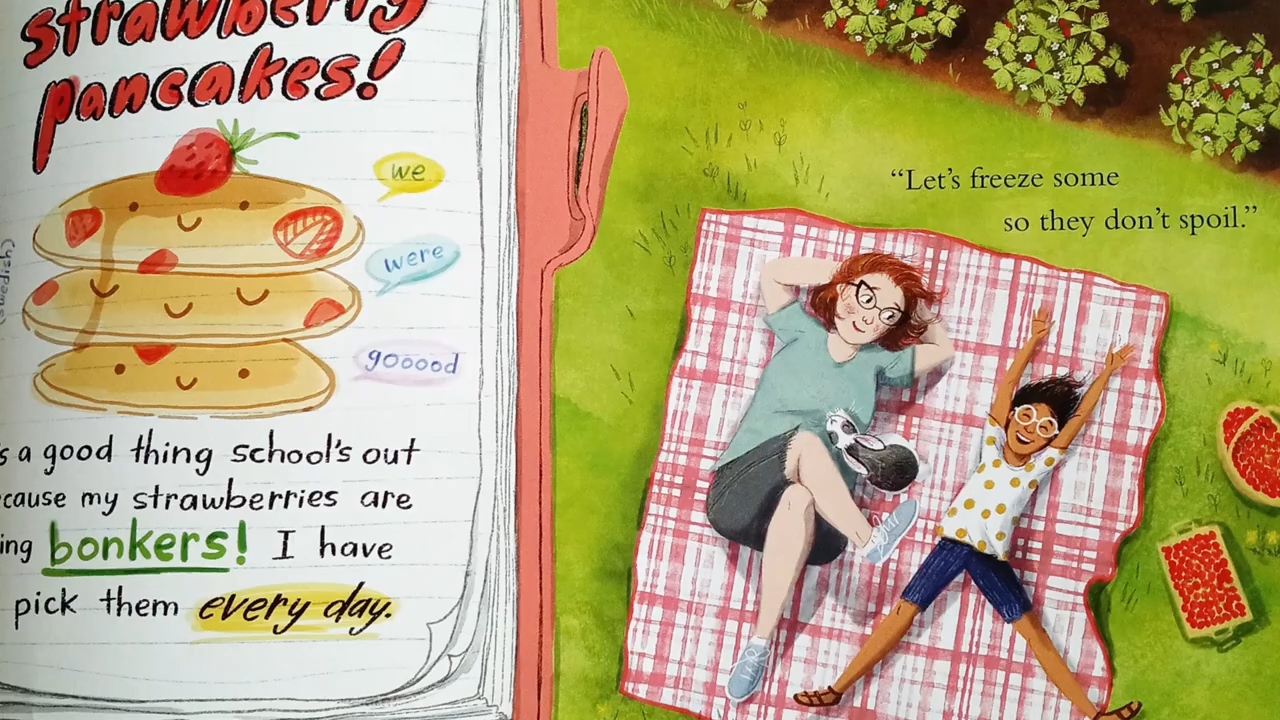 strawberry
pancakes!
we
were
gooood
(swedish)
s a good thing school's out
cause my strawberries are
ing bonkers! I have
pick them every day.
“Let's freeze some
so they don't spoil.”